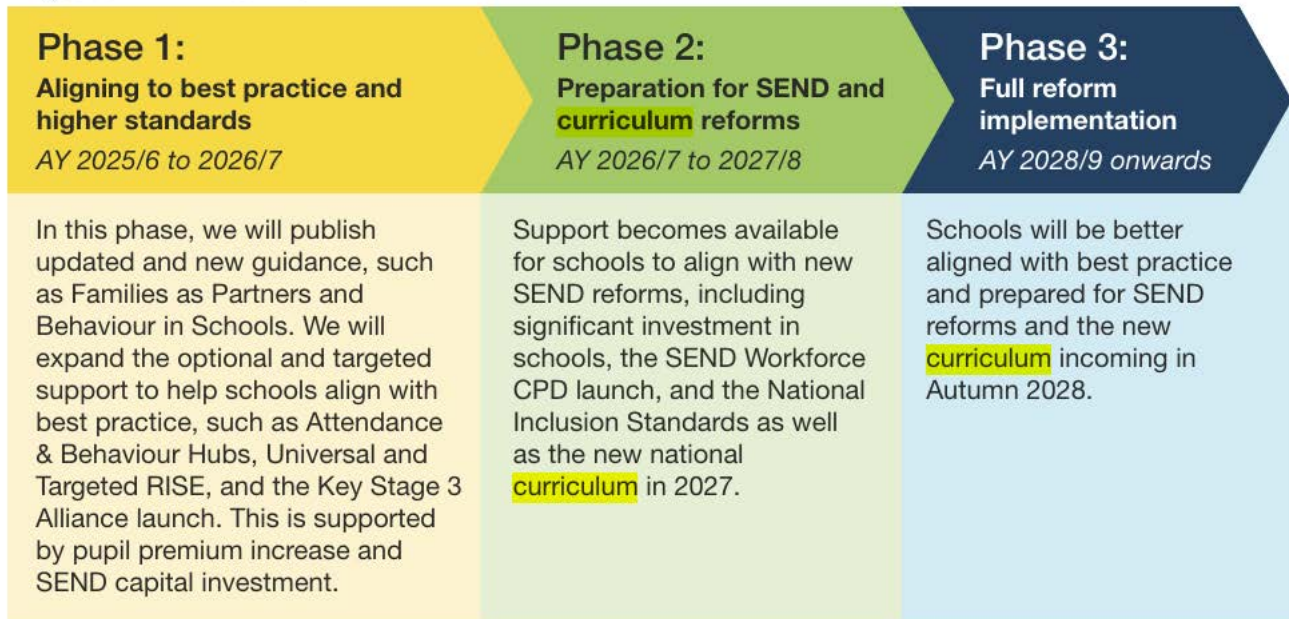 Phase 1:
Aligning to best practice and
higher standards
AY 2025/6 to 2026/7
In this phase, we will publish
updated and new guidance, such
as Families as Partners and
Behaviour in Schools. We will
expand the optional and targeted
support to help schools align with
best practice, such as Attendance
& Behaviour Hubs, Universal and
Targeted RISE, and the Key Stage 3
Alliance launch. This is supported
by pupil premium increase and
SEND capital investment.
Phase 2:
Preparation for SEND and
curriculum reforms
AY 2026/7 to 2027/8
Support becomes available
for schools to align with new
SEND reforms, including
significant investment in
schools, the SEND Workforce
CPD launch, and the National
Inclusion Standards as well
as the new national
curriculum in 2027.
Phase 3:
Full reform
implementation
AY 2028/9 onwards
Schools will be better
aligned with best practice
and prepared for SEND
reforms and the new
curriculum incoming in
Autumn 2028.